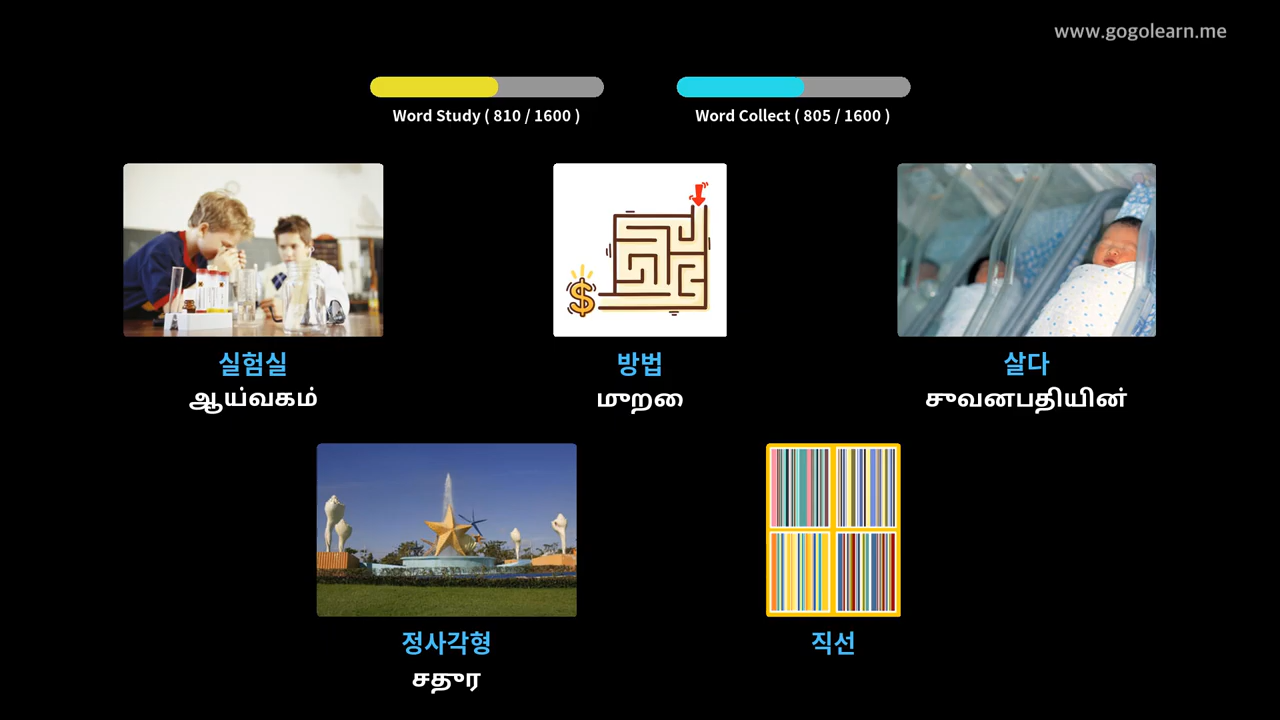 www.gogolearn.me
Word Study ( 810 / 1600 )
Word Collect ( 805 / 1600 )
실험실
ஆய்வகம்
방법
முறை
살다
சுவனபதியின்
정사각형
சதுர
직선